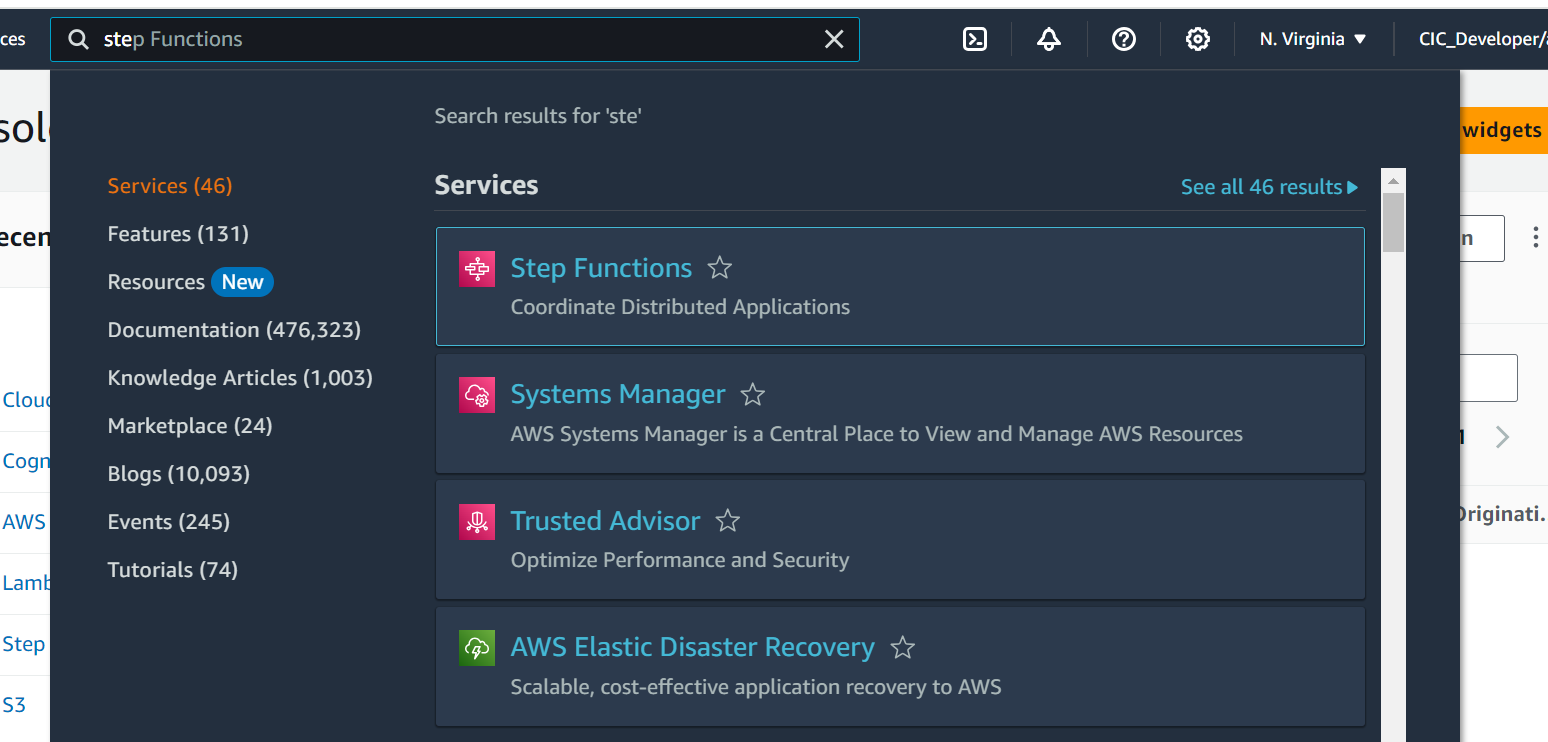 ces
step Functions
N. Virginia
CIC_Developer/
Search results for 'ste'
widgets
Services (46)
Features (131)
Resources New
Documentation (476,323)
Knowledge Articles (1,003)
Marketplace (24)
Blogs (10,093)
Events (245)
Tutorials (74)
Services
See all 46 results
Step Functions
Coordinate Distributed Applications
Systems Manager
AWS Systems Manager is a Central Place to View and Manage AWS Resources
Trusted Advisor
Optimize Performance and Security
AWS Elastic Disaster Recovery
Scalable, cost-effective application recovery to AWS
sol
ecen
Clou
Cogn
AWS
Lamb
Step
S3
n
Originati.